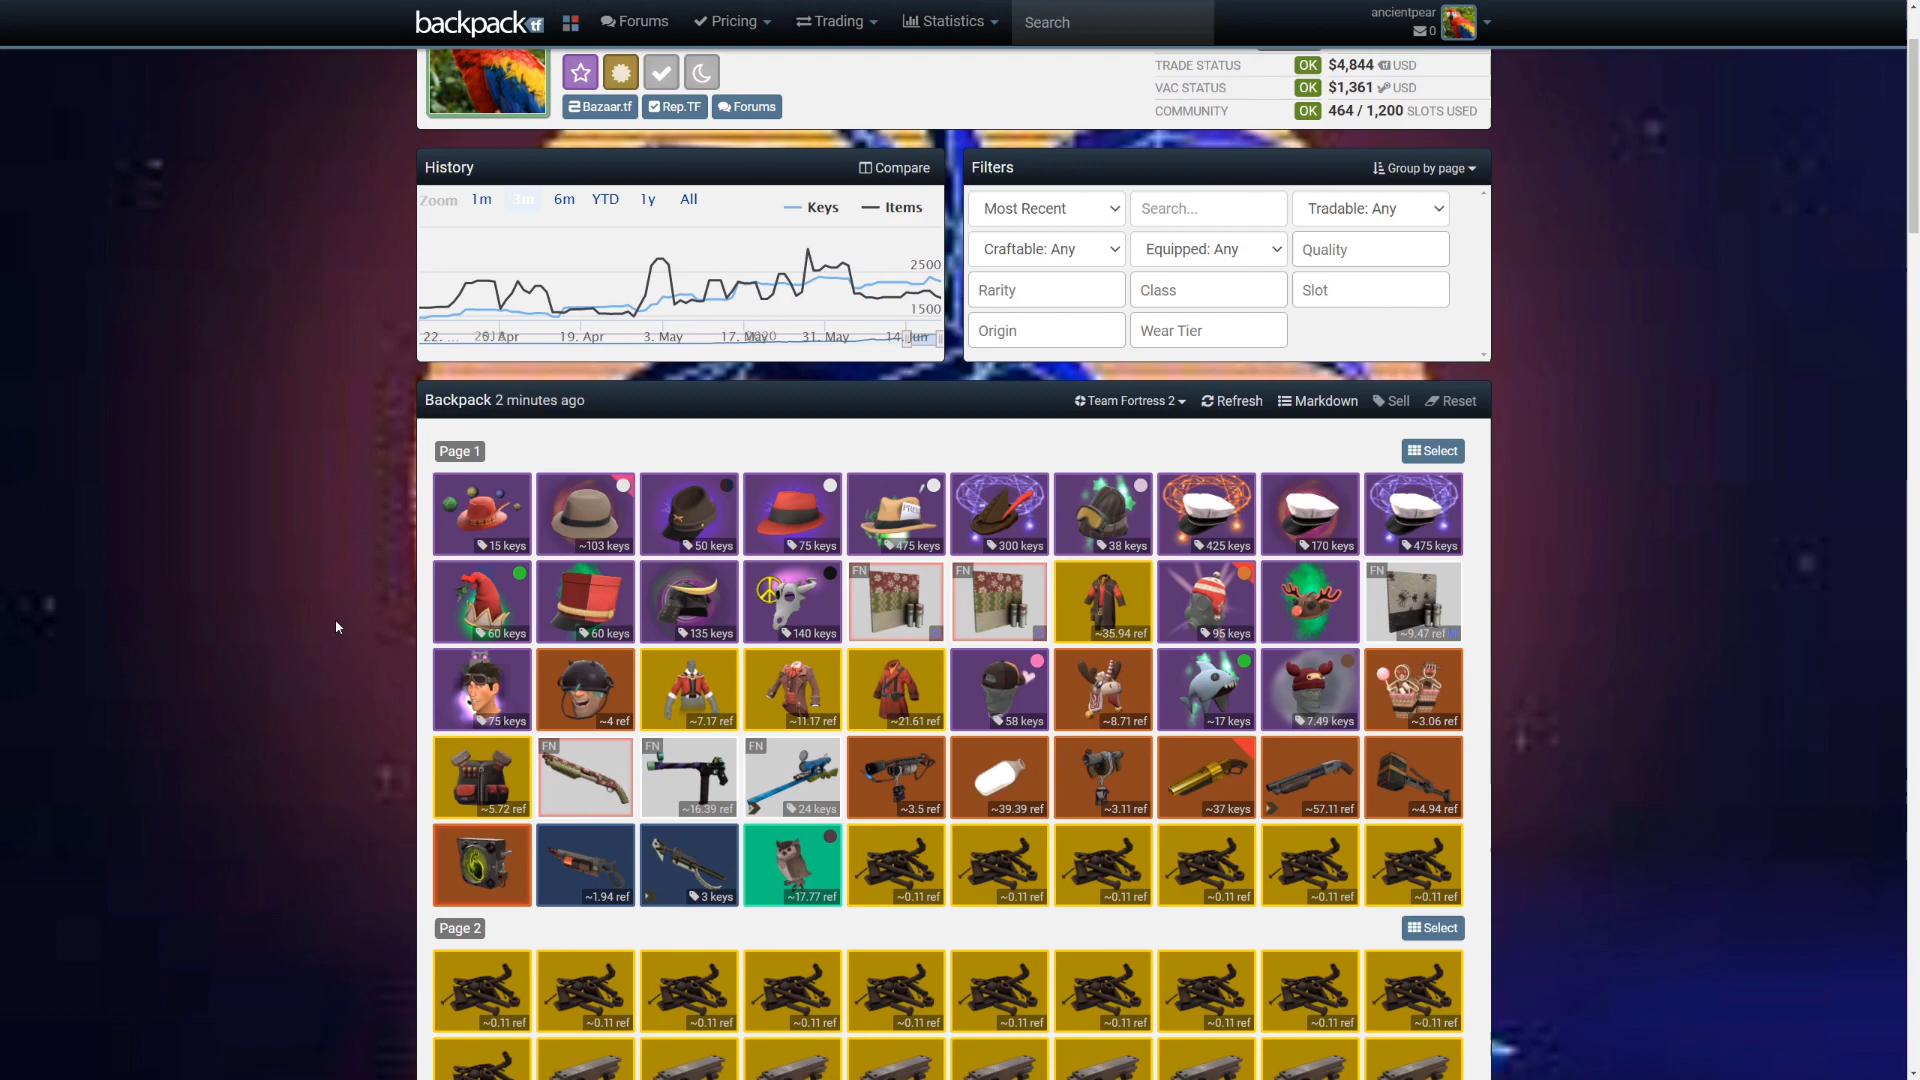 backpack tf
Forums
Pricing
Trading
Statistics
Search
ancientpear
0
Bazaar.tf
Rep.TF
Forums
TRADE STATUS OK $4,844 USD
VAC STATUS OK $1,361 USD
COMMUNITY OK 464 / 1,200 SLOTS USED
History
Compare
Zoom 1m 3m 6m YTD 1y All
Keys Items
2500
1500
22. ... Apr 19. Apr 3. May 17. May 2020 31. May 14. Jun
Filters
Group by page
Most Recent Search... Tradable: Any
Craftable: Any Equipped: Any Quality
Rarity Class Slot
Origin Wear Tier
Backpack 2 minutes ago
Team Fortress 2 Refresh Markdown Sell Reset
Page 1 Select
PRESS
15 keys ~103 keys 50 keys 75 keys 475 keys 300 keys 38 keys 425 keys 170 keys 475 keys
FN FN FN
60 keys 60 keys 135 keys 140 keys ~35.94 ref 95 keys ~9.47 ref
75 keys ~4 ref ~7.17 ref ~11.17 ref ~21.61 ref 58 keys ~8.71 ref ~17 keys 7.49 keys ~3.06 ref
FN FN FN
~5.72 ref ~16.39 ref 24 keys ~3.5 ref ~39.39 ref ~3.11 ref ~37 keys ~57.11 ref ~4.94 ref
~1.94 ref 3 keys ~17.77 ref ~0.11 ref ~0.11 ref ~0.11 ref ~0.11 ref ~0.11 ref ~0.11 ref
Page 2 Select
~0.11 ref ~0.11 ref ~0.11 ref ~0.11 ref ~0.11 ref ~0.11 ref ~0.11 ref ~0.11 ref ~0.11 ref ~0.11 ref